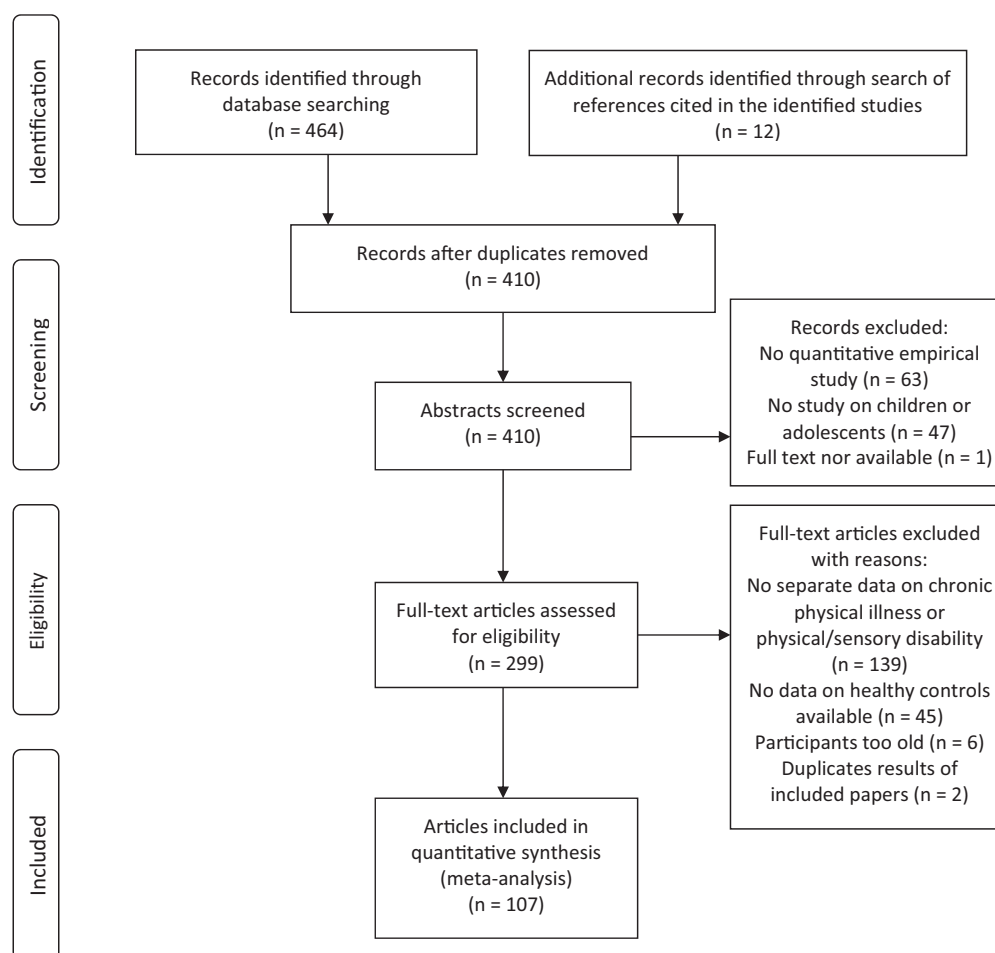 Identification
Records identified through
database searching
(n = 464)
Additional records identified through search of
references cited in the identified studies
(n = 12)
Records after duplicates removed
(n = 410)
Screening
Abstracts screened
(n = 410)
Records excluded:
No quantitative empirical
study (n = 63)
No study on children or
adolescents (n = 47)
Full text nor available (n = 1)
Eligibility
Full-text articles assessed
for eligibility
(n = 299)
Full-text articles excluded
with reasons:
No separate data on chronic
physical illness or
physical/sensory disability
(n = 139)
No data on healthy controls
available (n = 45)
Participants too old (n = 6)
Duplicates results of
included papers (n = 2)
Included
Articles included in
quantitative synthesis
(meta-analysis)
(n = 107)